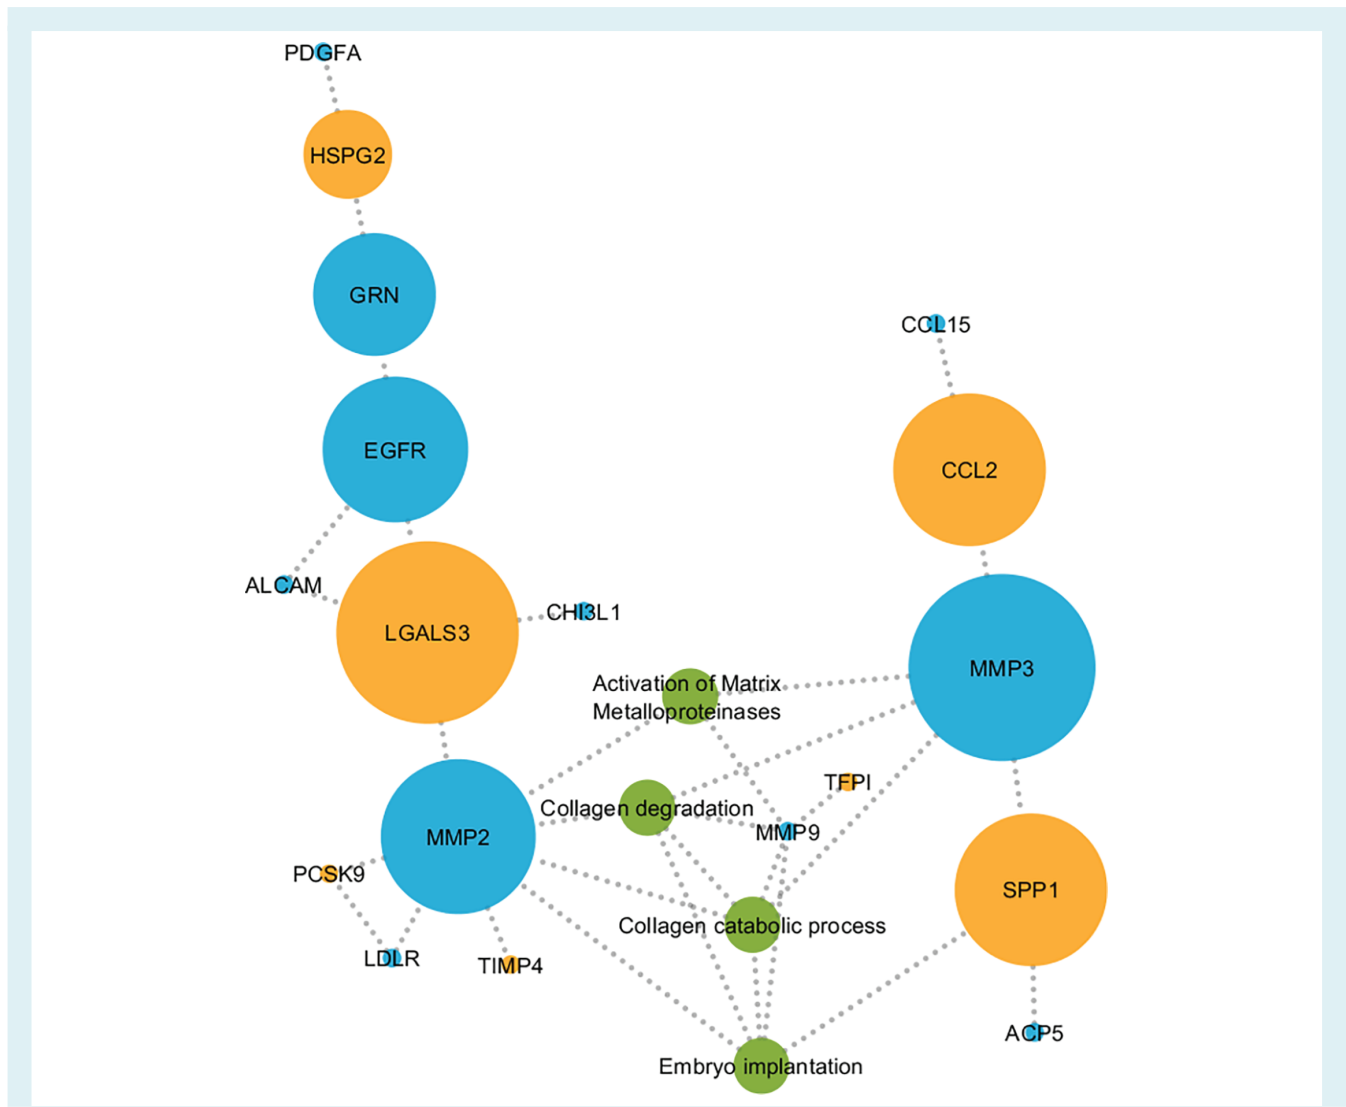 PDGFA
HSPG2
GRN
CCL15
EGFR
CCL2
ALCAM
CHI3L1
LGALS3
MMP3
Activation of Matrix
Metalloproteinases
TFPI
Collagen degradation
MMP9
MMP2
PCSK9
SPP1
Collagen catabolic process
LDLR
TIMP4
ACP5
Embryo implantation